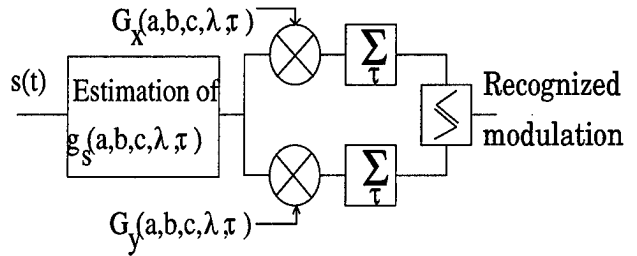 G_x(a,b,c,λ,τ)
s(t)
Estimation of
g_s(a,b,c,λ,τ)
Σ
τ
≶
Recognized
modulation
Σ
τ
G_y(a,b,c,λ,τ)